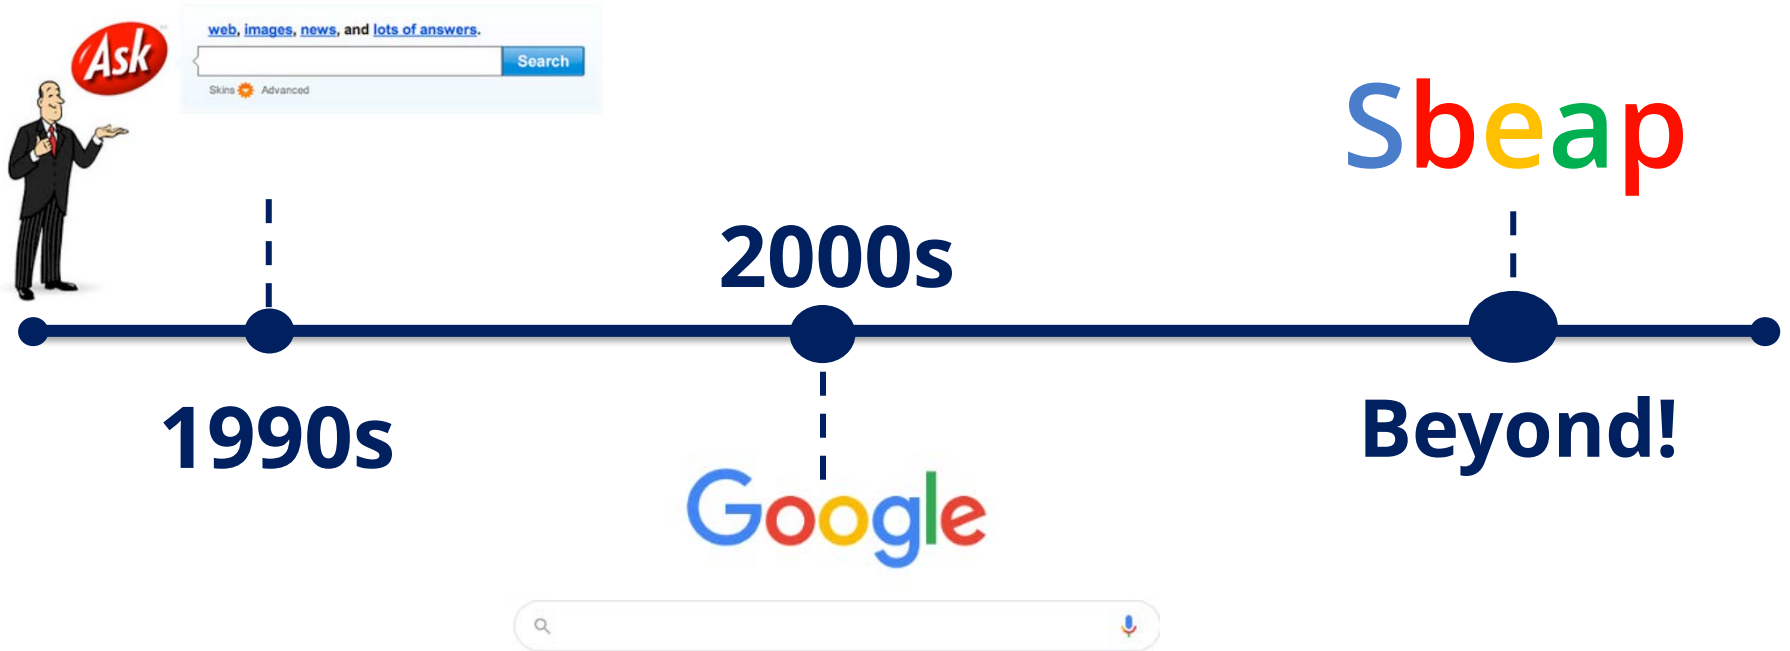 Ask
web, images, news, and lots of answers.
Search
Skins Advanced
1990s
2000s
Google
Sbeap
Beyond!